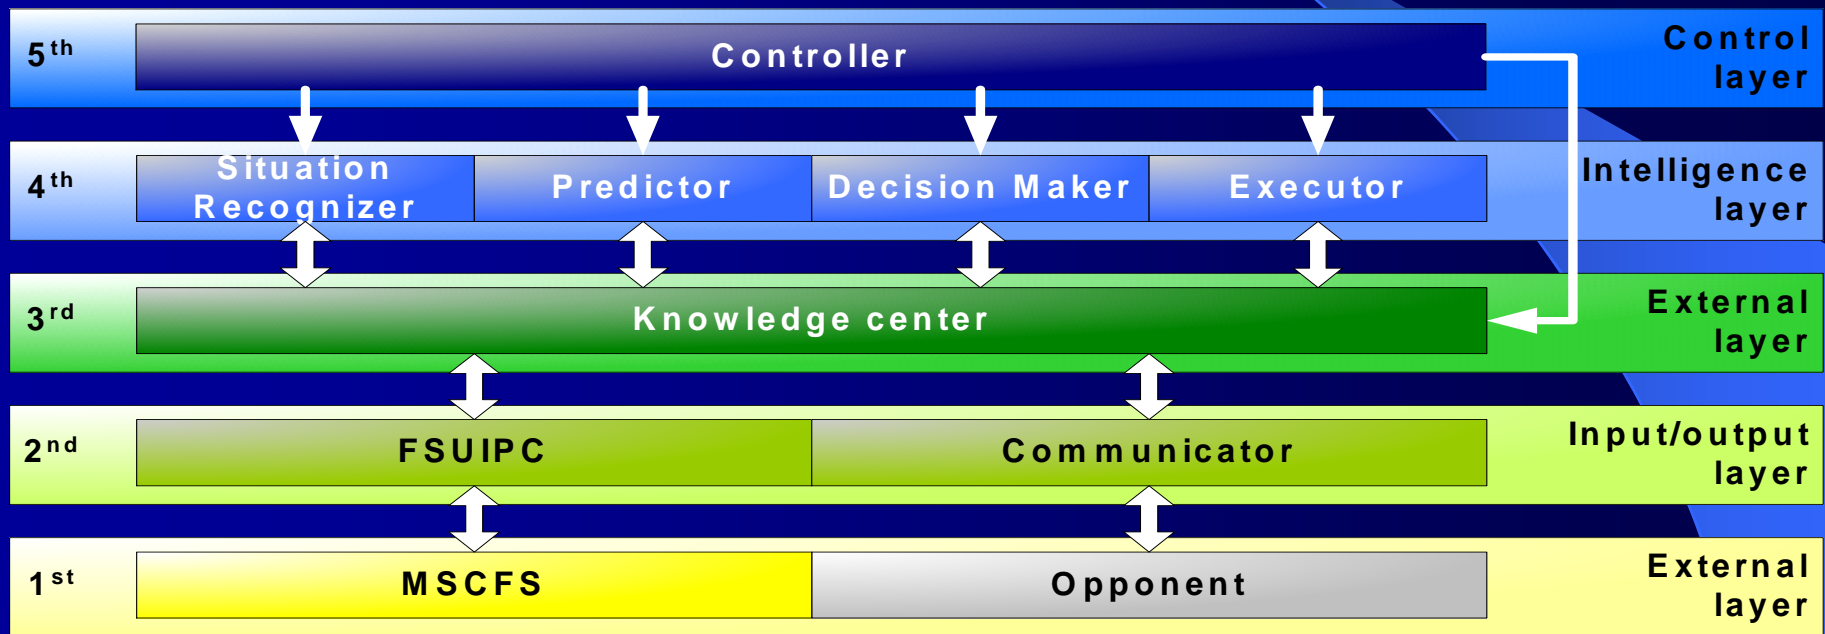 5th
Controller
Control
layer
4th
Situation
Recognizer
Predictor
Decision Maker
Executor
Intelligence
layer
3rd
Knowledge center
External
layer
2nd
FSUIPC
Communicator
Input/output
layer
1st
MSCFS
Opponent
External
layer